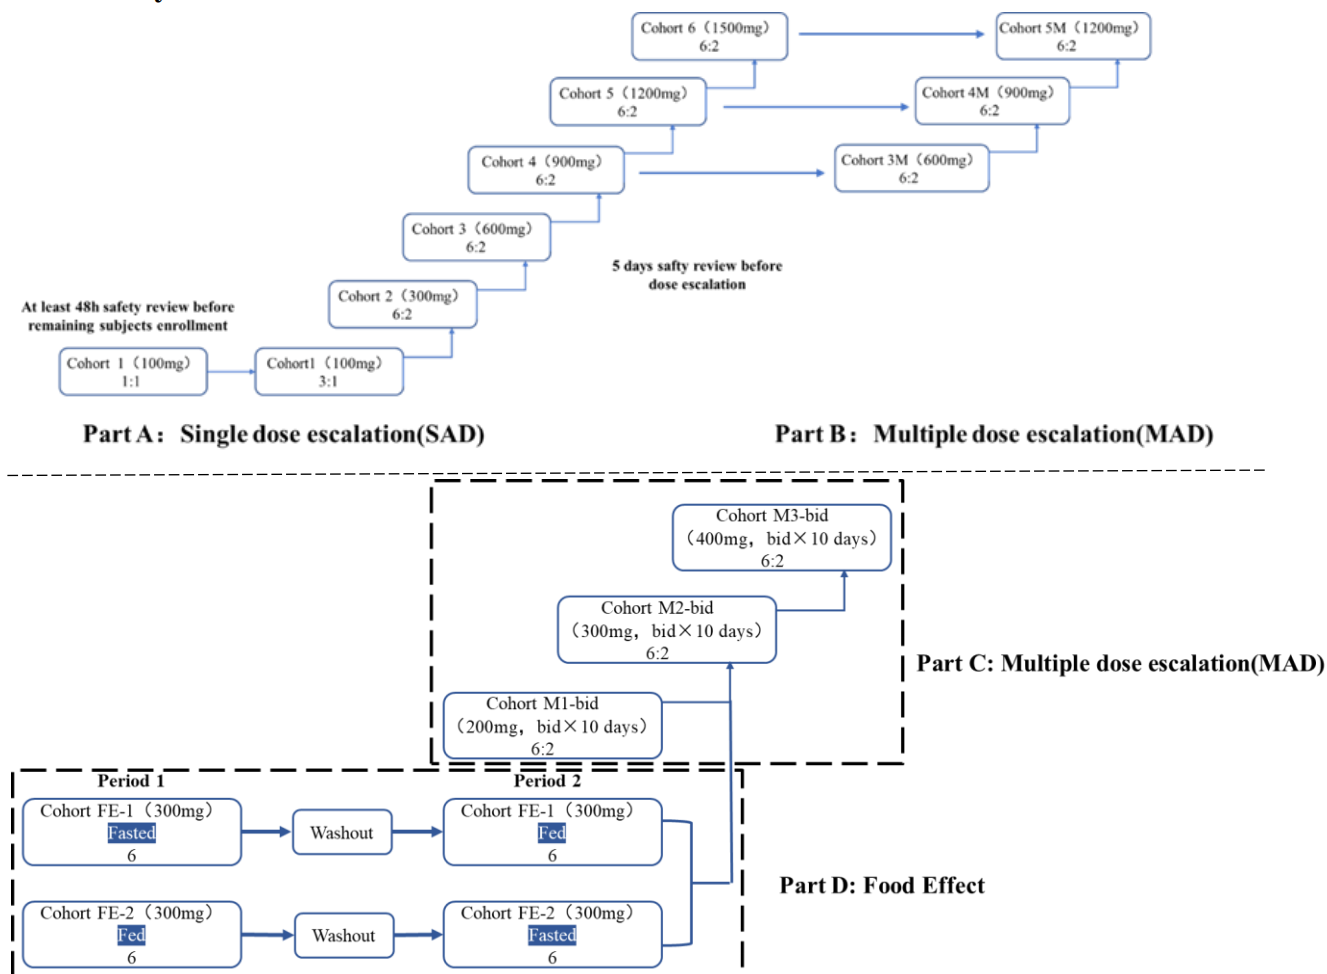 Cohort 6（1500mg）
6:2
Cohort 5M（1200mg）
6:2
Cohort 5（1200mg）
6:2
Cohort 4M（900mg）
6:2
Cohort 4（900mg）
6:2
Cohort 3M（600mg）
6:2
Cohort 3（600mg）
6:2
5 days safty review before
dose escalation
Cohort 2（300mg）
6:2
At least 48h safety review before
remaining subjects enrollment
Cohort 1（100mg）
1:1
Cohort1（100mg）
3:1
Part A：Single dose escalation(SAD)
Part B：Multiple dose escalation(MAD)
Cohort M3-bid
（400mg，bid×10 days）
6:2
Cohort M2-bid
（300mg，bid×10 days）
6:2
Part C: Multiple dose escalation(MAD)
Cohort M1-bid
（200mg，bid×10 days）
6:2
Period 1
Period 2
Cohort FE-1（300mg）
Fasted
6
Washout
Cohort FE-1（300mg）
Fed
6
Part D: Food Effect
Cohort FE-2（300mg）
Fed
6
Washout
Cohort FE-2（300mg）
Fasted
6